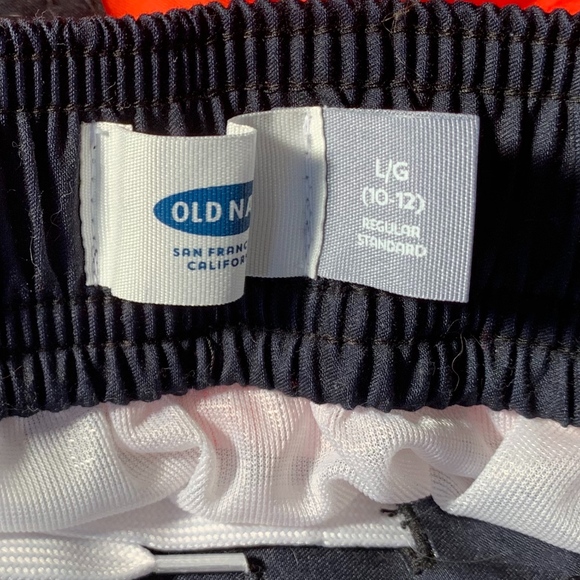 OLD NA
SAN FRANC
CALIFOR
L/G
(10-12)
REGULAR
STANDARD